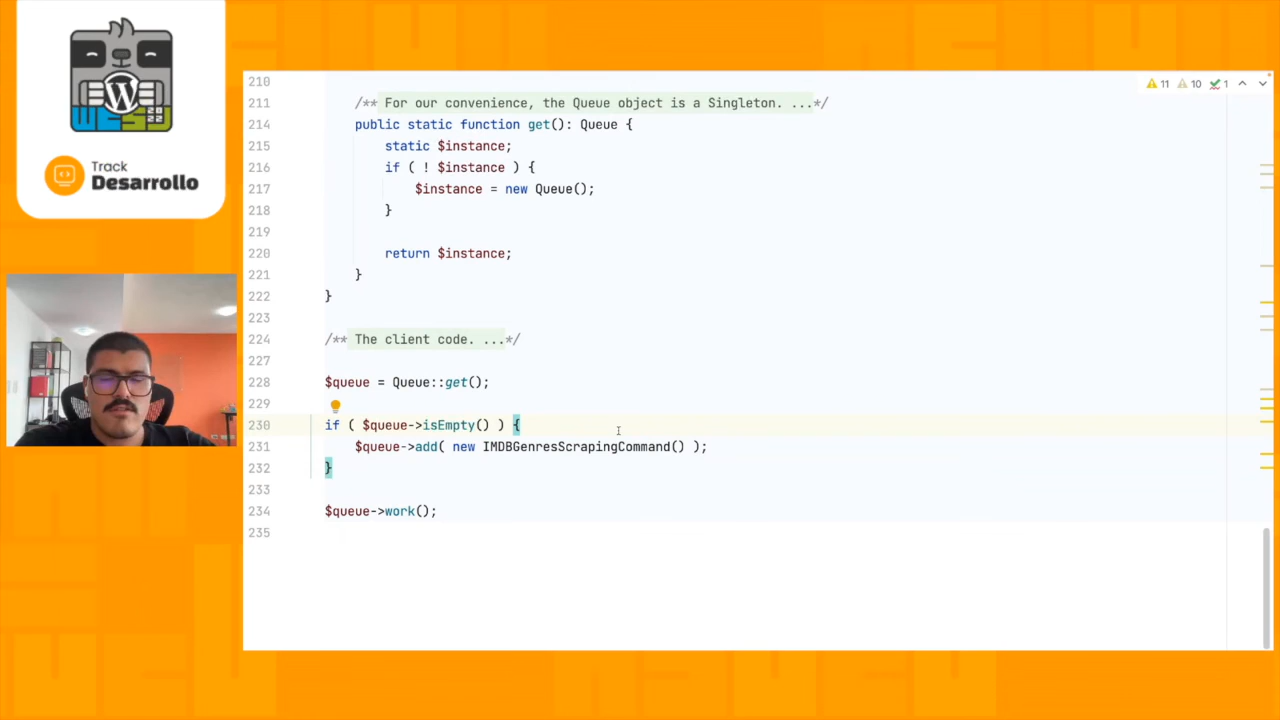 WCSV
Track
Desarrollo
11 10 1
210
211 /** For our convenience, the Queue object is a Singleton. ...*/
214 public static function get(): Queue {
215 static $instance;
216 if ( ! $instance ) {
217 $instance = new Queue();
218 }
219
220 return $instance;
221 }
222 }
223
224 /** The client code. ...*/
227
228 $queue = Queue::get();
229
230 if ( $queue->isEmpty() ) {
231 $queue->add( new IMDBGenresScrapingCommand() );
232 }
233
234 $queue->work();
235